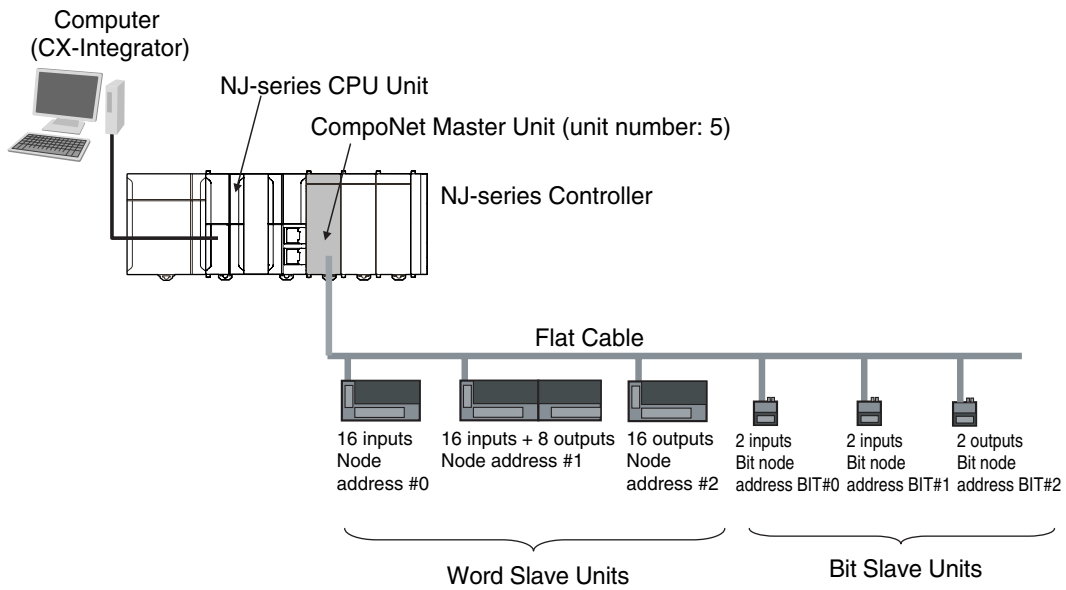 Computer
(CX-Integrator)
NJ-series CPU Unit
CompoNet Master Unit (unit number: 5)
NJ-series Controller
Flat Cable
16 inputs
Node
address #0
16 inputs + 8 outputs
Node address #1
16 outputs
Node
address #2
2 inputs
Bit node
address BIT#0
2 inputs
Bit node
address BIT#1
2 outputs
Bit node
address BIT#2
Word Slave Units
Bit Slave Units